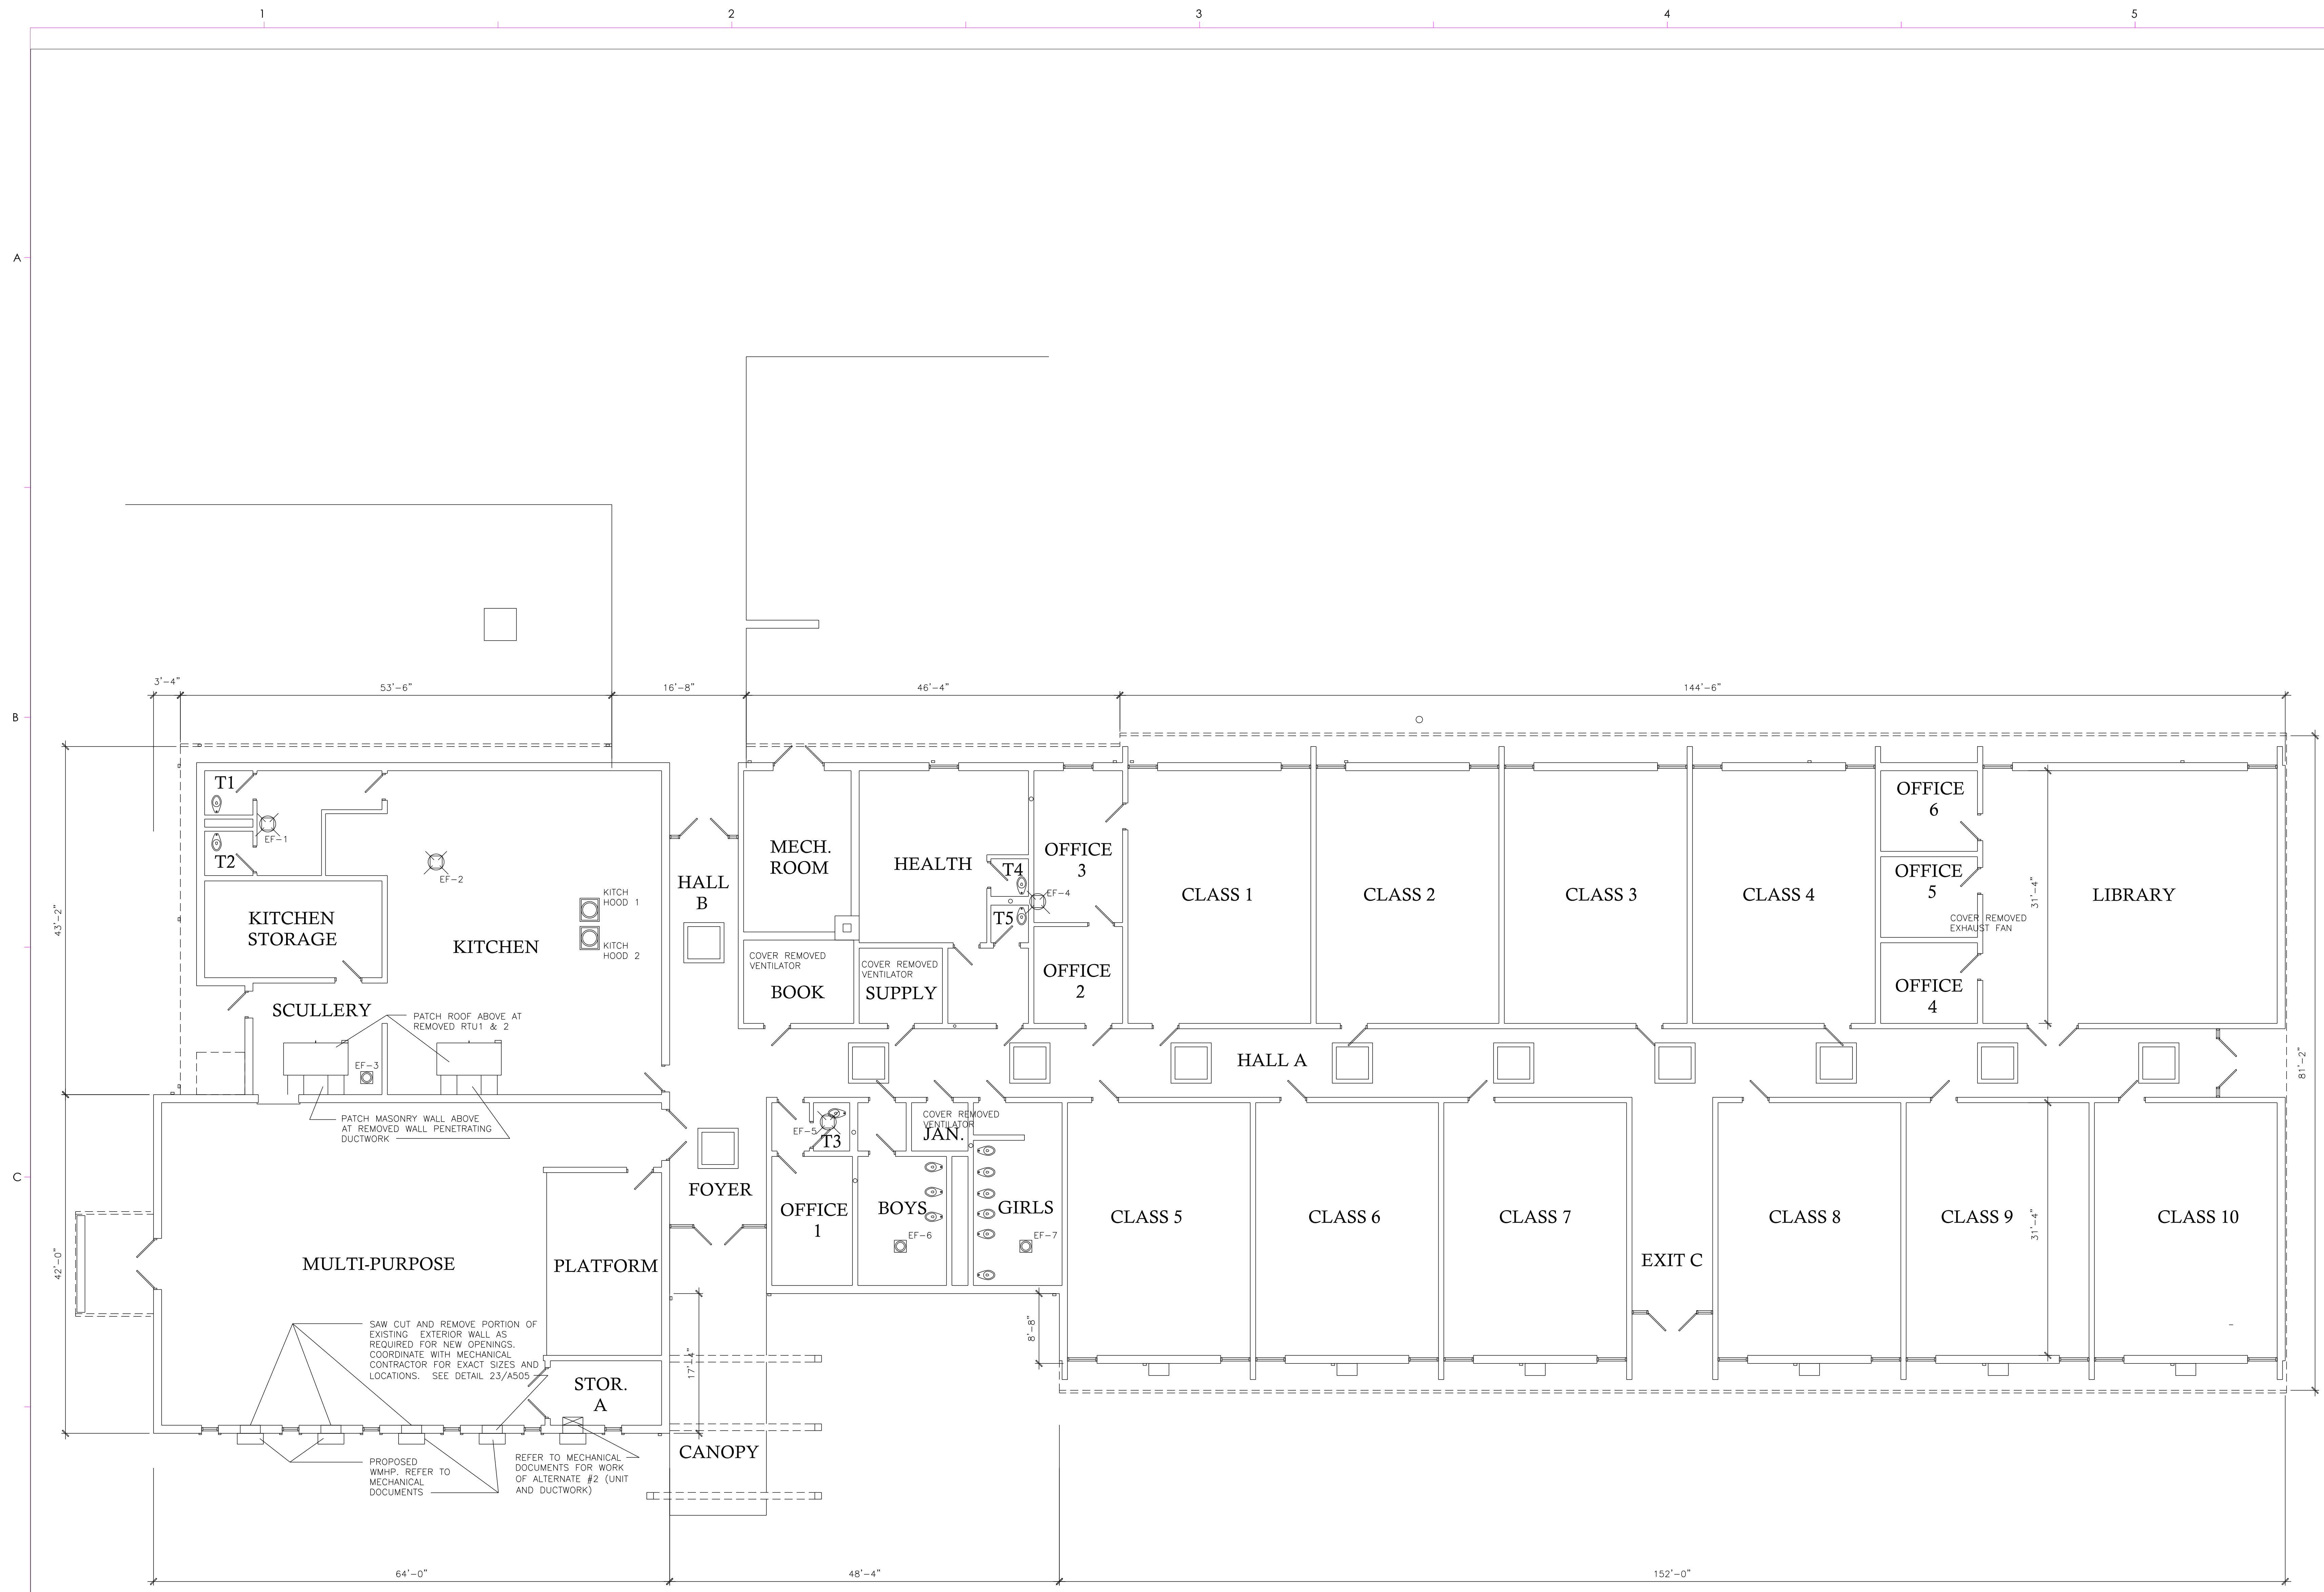 1
2
3
4
5
A
B
C
3'-4"
53'-6"
16'-8"
46'-4"
144'-6"
43'-2"
42'-0"
81'-2"
31'-4"
31'-4"
8'-8"
17'-4"
64'-0"
48'-4"
152'-0"
T1
T2
EF-1
EF-2
KITCHEN
STORAGE
KITCHEN
KITCH
HOOD 1
KITCH
HOOD 2
SCULLERY
EF-3
PATCH ROOF ABOVE AT
REMOVED RTU1 & 2
PATCH MASONRY WALL ABOVE
AT REMOVED WALL PENETRATING
DUCTWORK
HALL
B
MECH.
ROOM
HEALTH
T4
T5
EF-4
OFFICE
3
OFFICE
2
COVER REMOVED
VENTILATOR
BOOK
COVER REMOVED
VENTILATOR
SUPPLY
CLASS 1
CLASS 2
CLASS 3
CLASS 4
OFFICE
6
OFFICE
5
COVER REMOVED
EXHAUST FAN
OFFICE
4
LIBRARY
HALL A
EF-5
T3
COVER REMOVED
VENTILATOR
JAN.
FOYER
OFFICE
1
BOYS
EF-6
GIRLS
EF-7
CLASS 5
CLASS 6
CLASS 7
EXIT C
CLASS 8
CLASS 9
CLASS 10
MULTI-PURPOSE
PLATFORM
SAW CUT AND REMOVE PORTION OF
EXISTING EXTERIOR WALL AS
REQUIRED FOR NEW OPENINGS.
COORDINATE WITH MECHANICAL
CONTRACTOR FOR EXACT SIZES AND
LOCATIONS. SEE DETAIL 23/A505
STOR.
A
CANOPY
PROPOSED
WMHP. REFER TO
MECHANICAL
DOCUMENTS
REFER TO MECHANICAL
DOCUMENTS FOR WORK
OF ALTERNATE #2 (UNIT
AND DUCTWORK)